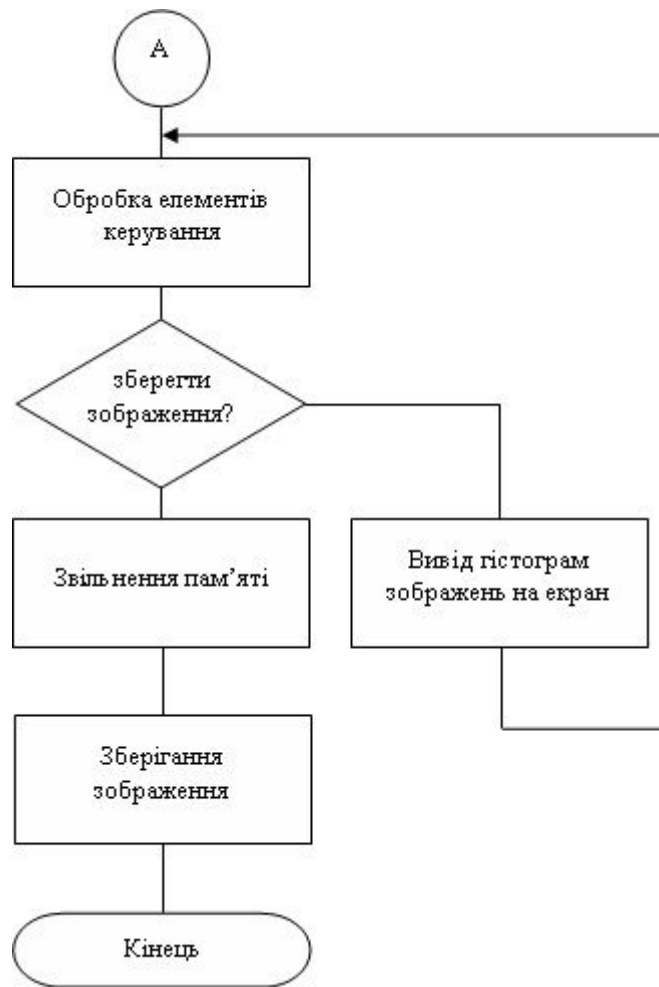 А
Обробка елементів
керування
зберегти
зображення?
Звільнення пам’яті
Вивід гістограм
зображень на екран
Зберігання
зображення
Кінець